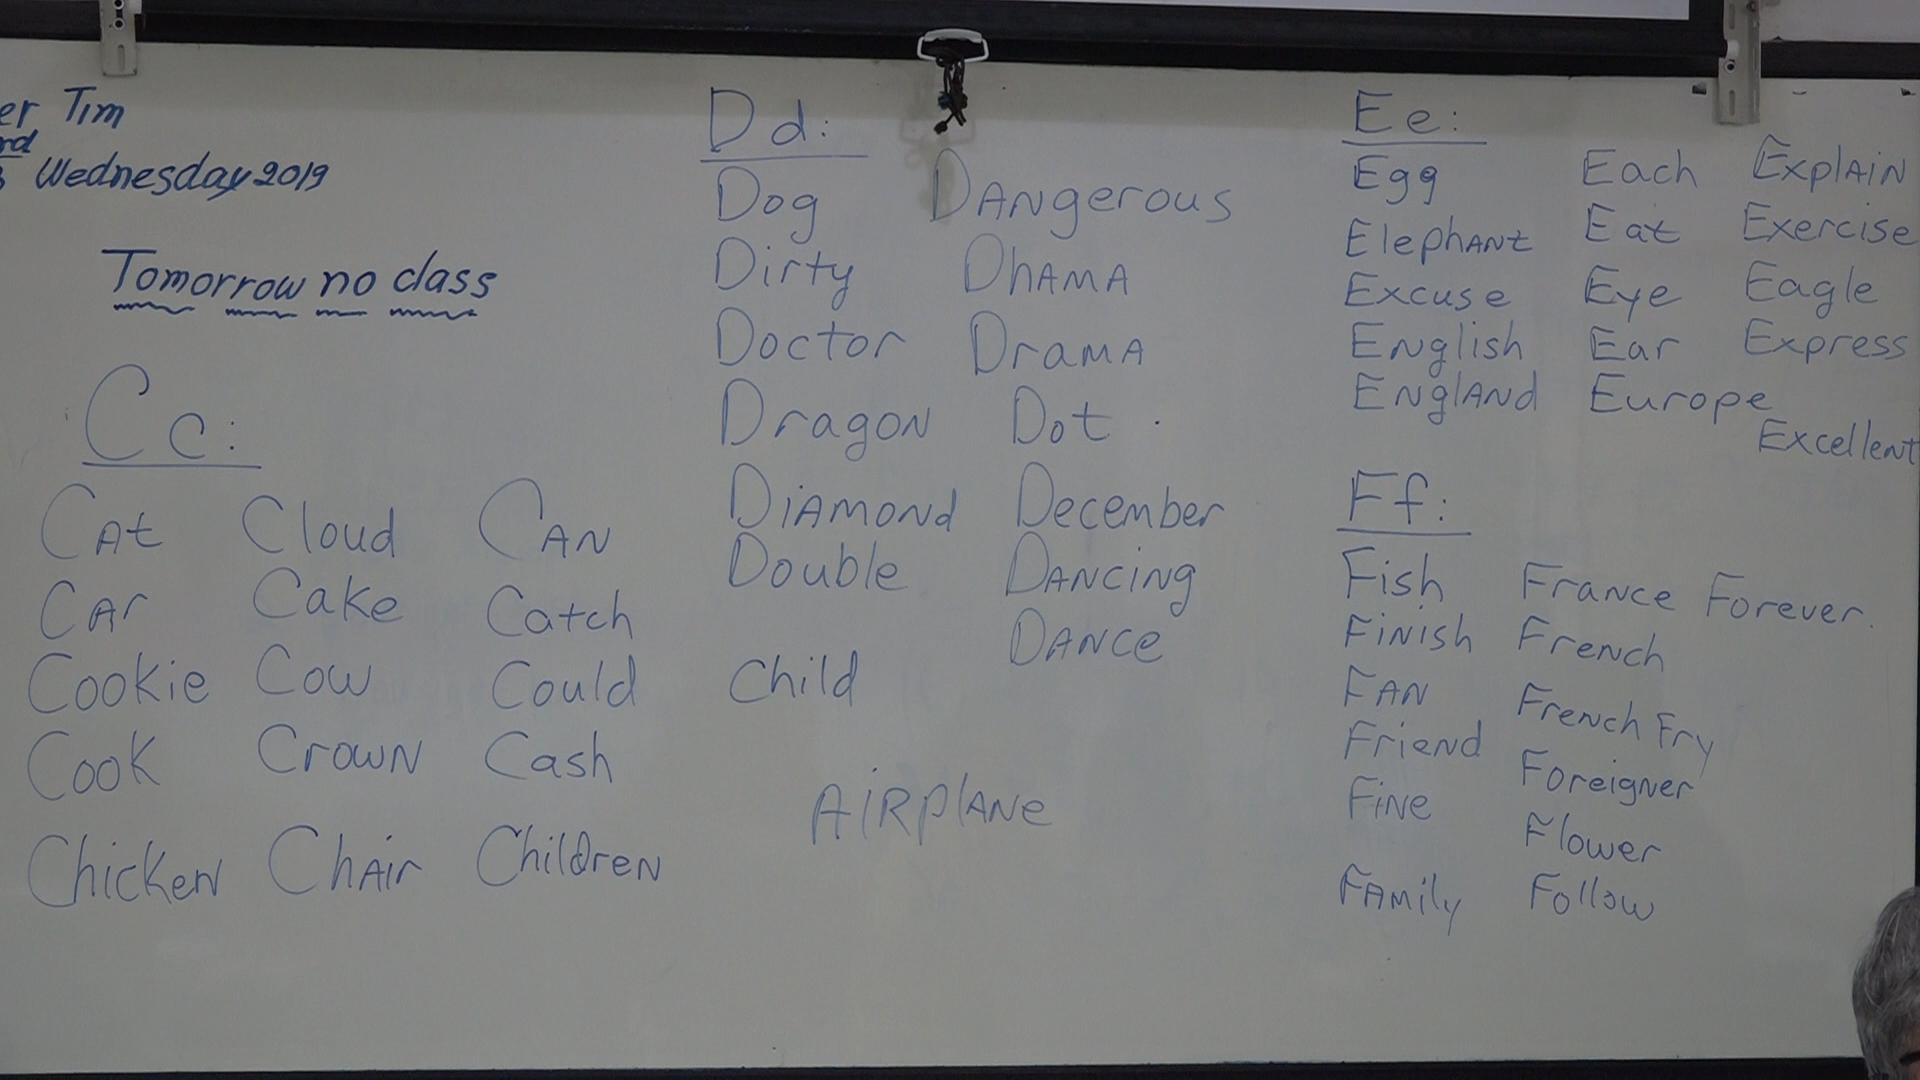 er Tim
rd
Wednesday 2019
Tomorrow no class
Cc:
Cat Cloud Can
Car Cake Catch
Cookie Cow Could
Cook Crown Cash
Chicken Chair Children
Dd:
Dog Dangerous
Dirty Dhama
Doctor Drama
Dragon Dot
Diamond December
Double Dancing
Dance
Child
AIRplane
Ee:
Egg Each Explain
Elephant Eat Exercise
Excuse Eye Eagle
English Ear Express
England Europe
Excellent
Ff:
Fish France Forever.
Finish French
Fan French Fry
Friend Foreigner
Fine Flower
Family Follow